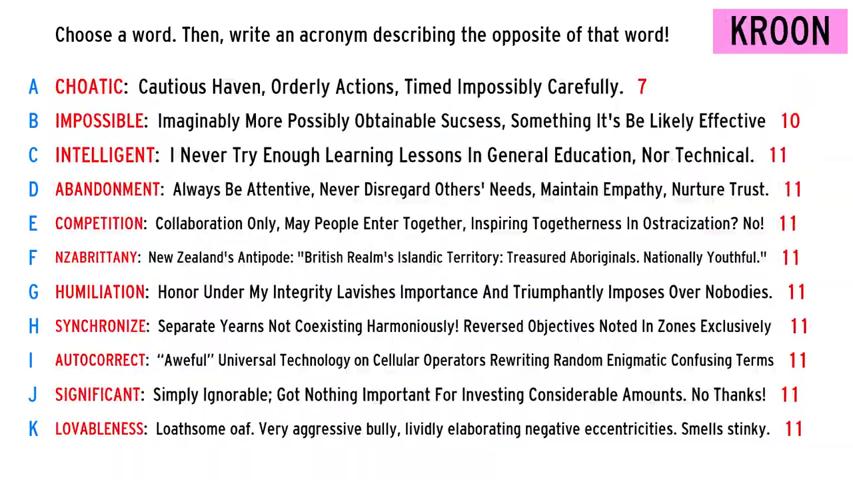 Choose a word. Then, write an acronym describing the opposite of that word!
KROON
A CHOATIC: Cautious Haven, Orderly Actions, Timed Impossibly Carefully. 7
B IMPOSSIBLE: Imaginably More Possibly Obtainable Sucsess, Something It's Be Likely Effective 10
C INTELLIGENT: I Never Try Enough Learning Lessons In General Education, Nor Technical. 11
D ABANDONMENT: Always Be Attentive, Never Disregard Others' Needs, Maintain Empathy, Nurture Trust. 11
E COMPETITION: Collaboration Only, May People Enter Together, Inspiring Togetherness In Ostracization? No! 11
F NZABRITTANY: New Zealand's Antipode: "British Realm's Islandic Territory: Treasured Aboriginals. Nationally Youthful." 11
G HUMILIATION: Honor Under My Integrity Lavishes Importance And Triumphantly Imposes Over Nobodies. 11
H SYNCHRONIZE: Separate Yearns Not Coexisting Harmoniously! Reversed Objectives Noted In Zones Exclusively 11
I AUTOCORRECT: “Aweful” Universal Technology on Cellular Operators Rewriting Random Enigmatic Confusing Terms 11
J SIGNIFICANT: Simply Ignorable; Got Nothing Important For Investing Considerable Amounts. No Thanks! 11
K LOVABLENESS: Loathsome oaf. Very aggressive bully, lividly elaborating negative eccentricities. Smells stinky. 11